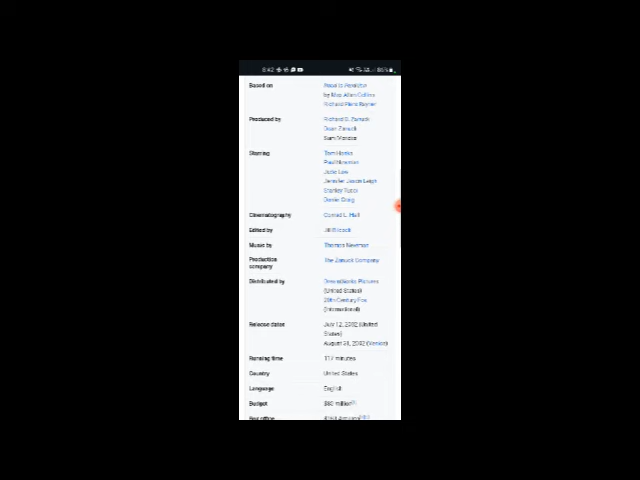 Based on
Road to Perdition
by Max Allan Collins
Richard Piers Rayner
Produced by
Richard D. Zanuck
Dean Zanuck
Sam Mendes
Starring
Tom Hanks
Paul Newman
Jude Law
Jennifer Jason Leigh
Stanley Tucci
Daniel Craig
Cinematography
Conrad L. Hall
Edited by
Jill Bilcock
Music by
Thomas Newman
Production
company
The Zanuck Company
Distributed by
DreamWorks Pictures
(United States)
20th Century Fox
(International)
Release dates
July 12, 2002 (United
States)
August 31, 2002 (Venice)
Running time
117 minutes
Country
United States
Language
English
Budget
$80 million
Box office